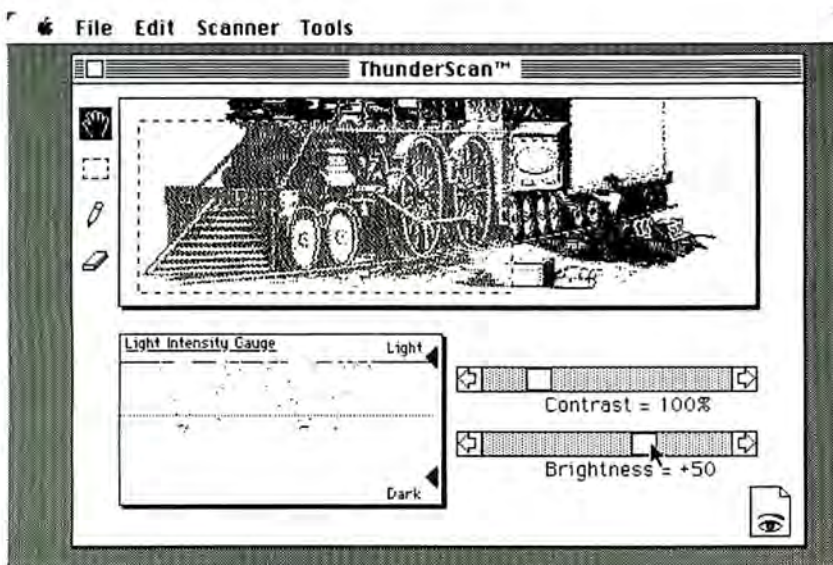 File Edit Scanner Tools
ThunderScan™
Light Intensity Gauge
Light
Dark
Contrast = 100%
Brightness = +50